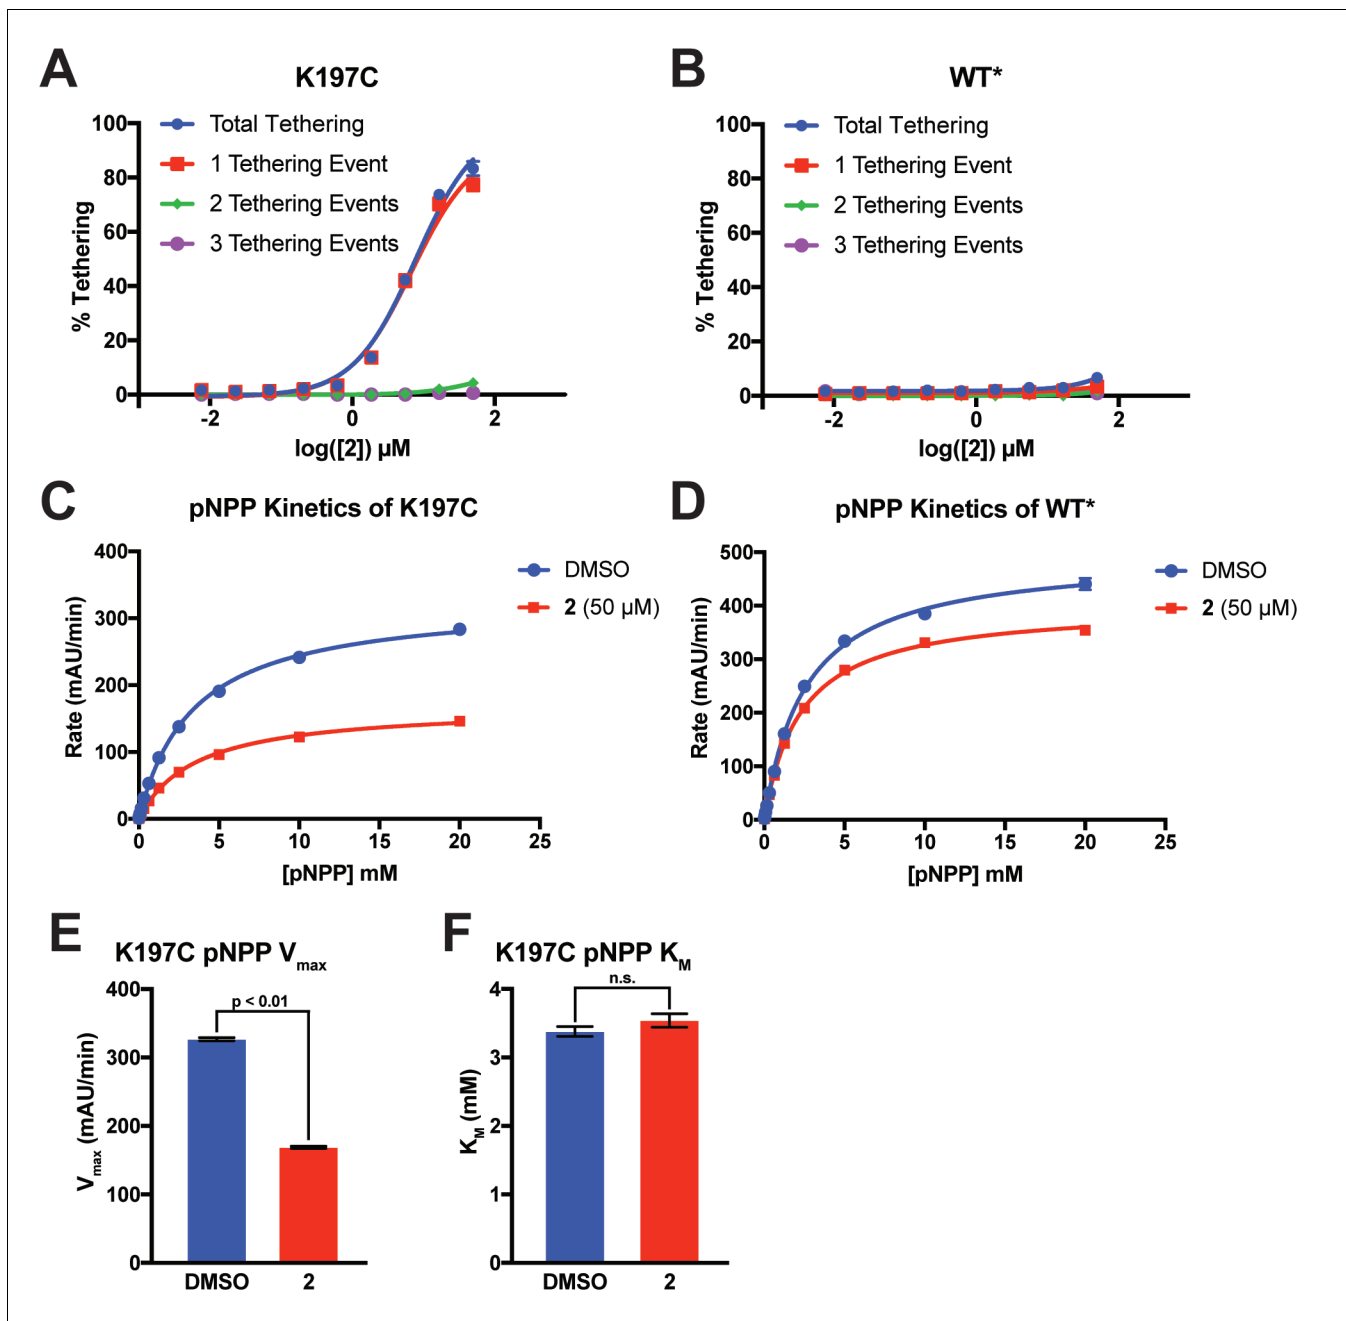 A
K197C
100
80
60
40
20
0
-2
0
2
% Tethering
log([2]) µM
Total Tethering
1 Tethering Event
2 Tethering Events
3 Tethering Events
B
WT*
100
80
60
40
20
0
-2
0
2
% Tethering
log([2]) µM
Total Tethering
1 Tethering Event
2 Tethering Events
3 Tethering Events
C
pNPP Kinetics of K197C
400
300
200
100
0
0
5
10
15
20
25
Rate (mAU/min)
[pNPP] mM
DMSO
2 (50 µM)
D
pNPP Kinetics of WT*
500
400
300
200
100
0
0
5
10
15
20
25
Rate (mAU/min)
[pNPP] mM
DMSO
2 (50 µM)
E
K197C pNPP Vmax
p < 0.01
400
300
200
100
0
Vmax (mAU/min)
DMSO
2
F
K197C pNPP KM
n.s.
4
3
2
1
0
KM (mM)
DMSO
2